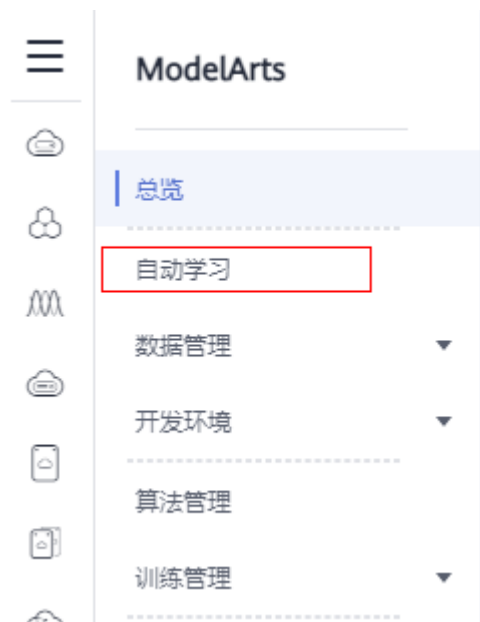 ModelArts
总览
自动学习
数据管理
开发环境
算法管理
训练管理